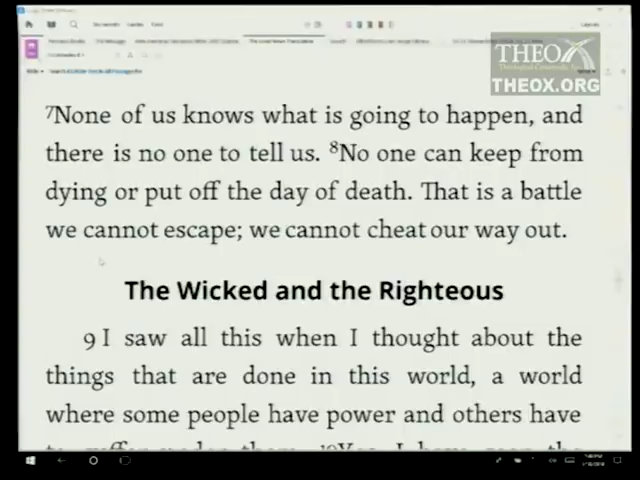 THEOX
THEOX.ORG
⁷None of us knows what is going to happen, and
there is no one to tell us. ⁸No one can keep from
dying or put off the day of death. That is a battle
we cannot escape; we cannot cheat our way out.
The Wicked and the Righteous
9 I saw all this when I thought about the
things that are done in this world, a world
where some people have power and others have